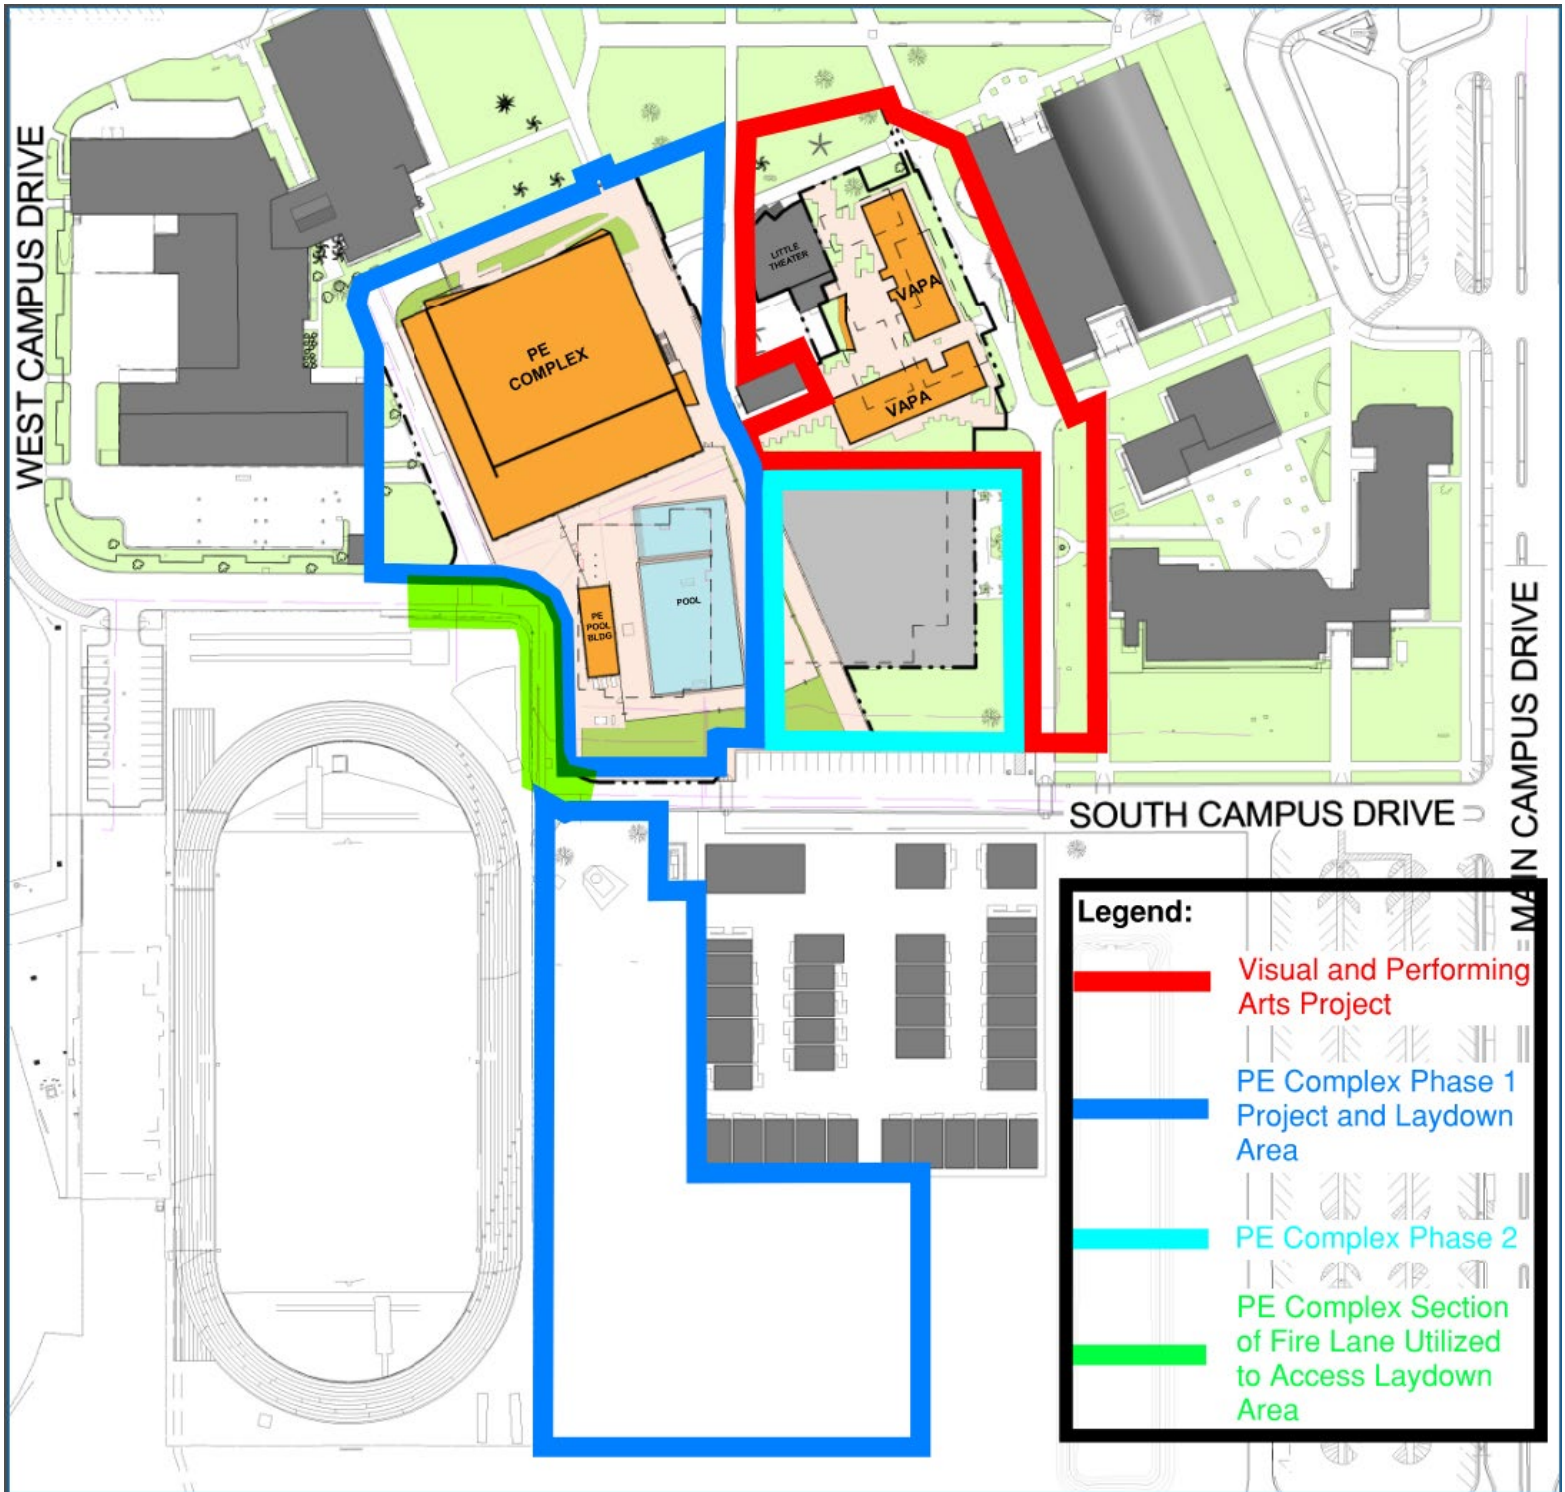 WEST CAMPUS DRIVE
LITTLE
THEATER
VAPA
PE
COMPLEX
VAPA
POOL
PE
POOL
BLDG
SOUTH CAMPUS DRIVE
MAIN CAMPUS DRIVE
Legend:
Visual and Performing
Arts Project
PE Complex Phase 1
Project and Laydown
Area
PE Complex Phase 2
PE Complex Section
of Fire Lane Utilized
to Access Laydown
Area